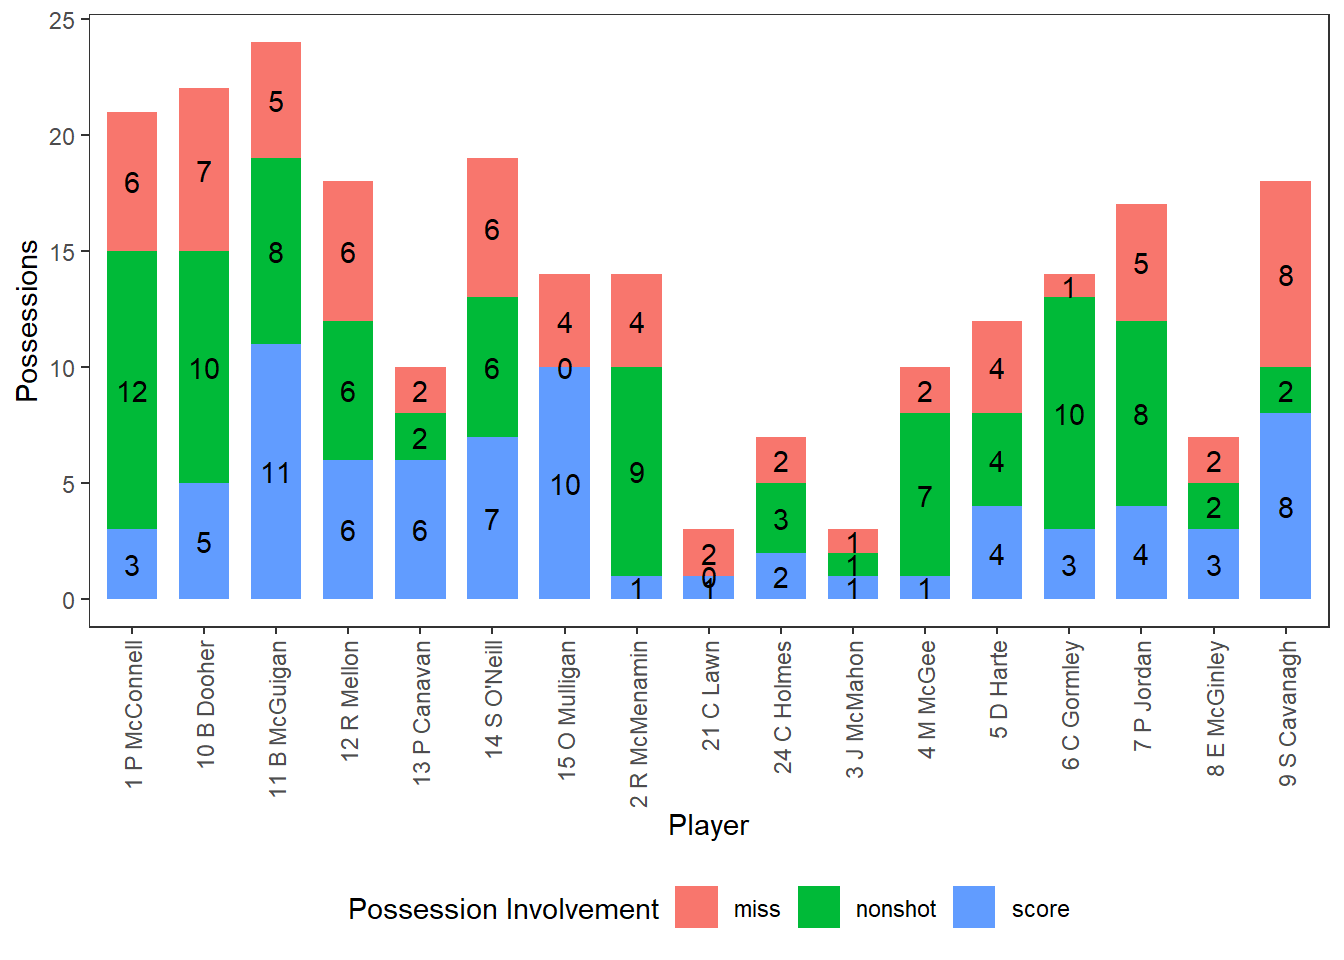 25
20
15
10
5
0
Possessions
6 7 5 6 2 6 4 4 2 2 1 2 4 1 5 2 8
12 10 8 6 2 6 0 9 0 3 1 7 4 10 8 2 2
3 5 11 6 6 7 10 1 1 2 1 1 4 3 4 3 8
1 P McConnell
10 B Dooher
11 B McGuigan
12 R Mellon
13 P Canavan
14 S O'Neill
15 O Mulligan
2 R McMenamin
21 C Lawn
24 C Holmes
3 J McMahon
4 M McGee
5 D Harte
6 C Gormley
7 P Jordan
8 E McGinley
9 S Cavanagh
Player
Possession Involvement miss nonshot score